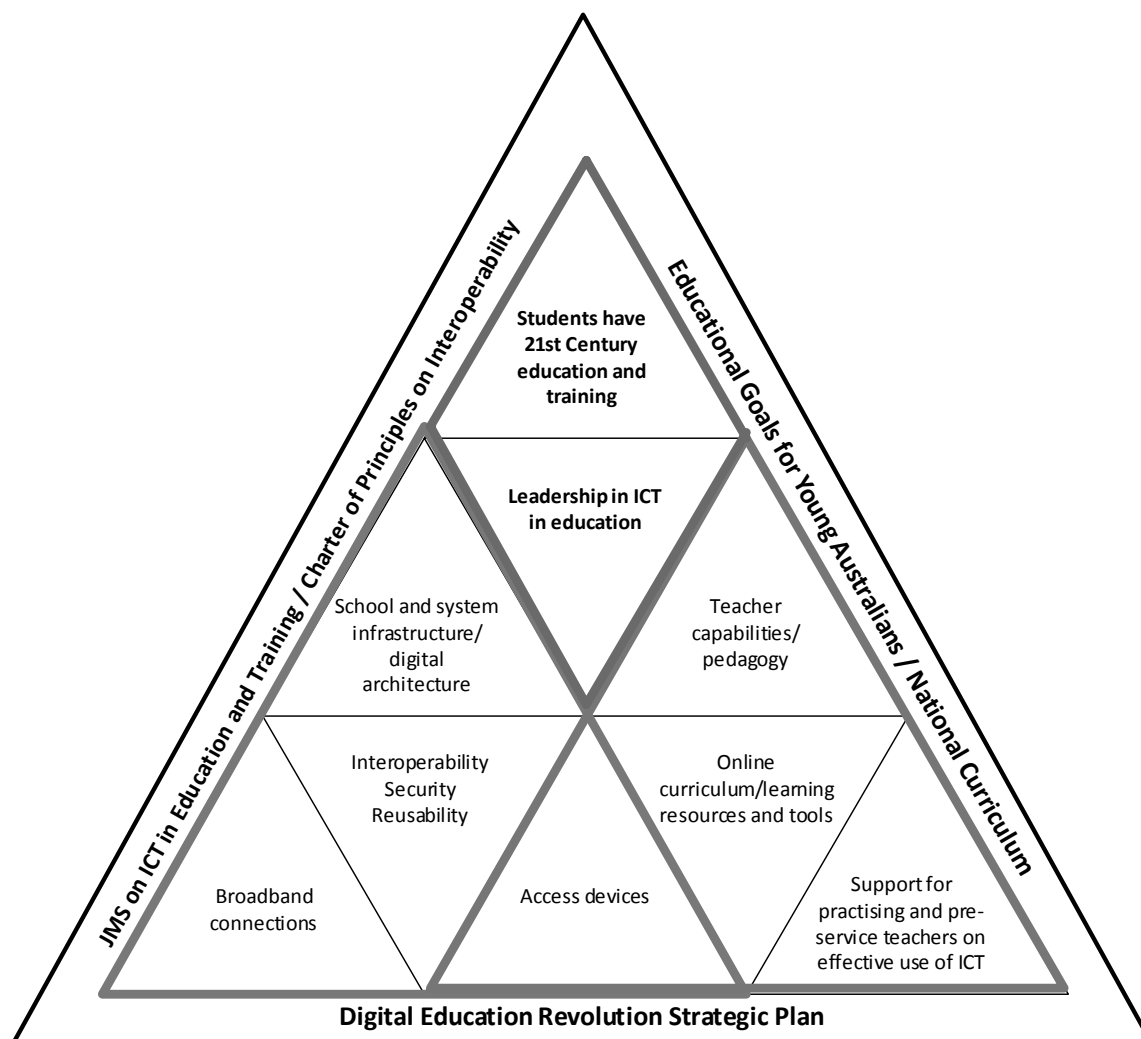 JMS on ICT in Education and Training / Charter of Principles on Interoperability
Educational Goals for Young Australians / National Curriculum
Students have
21st Century
education and
training
Leadership in ICT
in education
School and system
infrastructure/
digital
architecture
Teacher
capabilities/
pedagogy
Interoperability
Security
Reusability
Online
curriculum/learning
resources and tools
Broadband
connections
Access devices
Support for
practising and pre-
service teachers on
effective use of ICT
Digital Education Revolution Strategic Plan